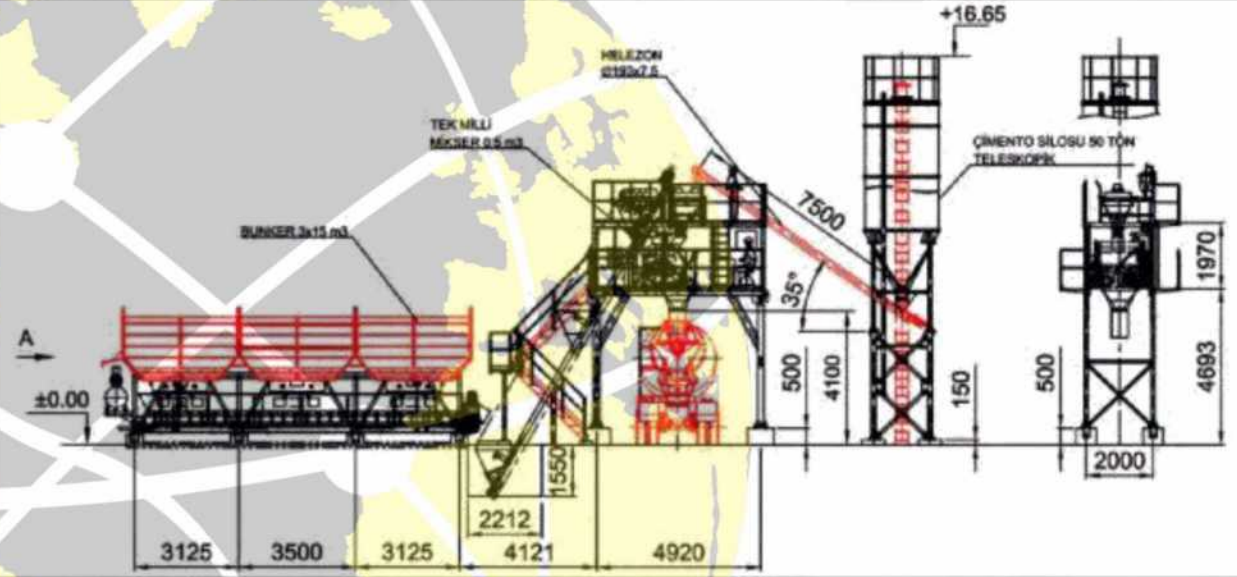 +16.65
HELEZON
Ø193x7.5
TEK MİLLİ
MİKSER 0.5 m3
ÇİMENTO SİLOSU 50 TON
TELESKOPİK
BUNKER 3x15 m3
7500
35°
1970
A
±0.00
500
4100
150
500
4693
1550
2000
2212
3125
3500
3125
4121
4920